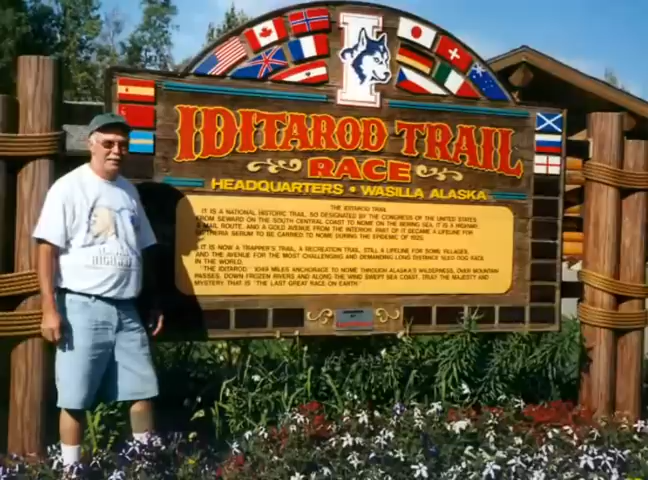 I
IDITAROD TRAIL
RACE
HEADQUARTERS • WASILLA ALASKA
THE IDITAROD TRAIL
IT IS A NATIONAL HISTORIC TRAIL, SO DESIGNATED BY THE CONGRESS OF THE UNITED STATES.
FROM SEWARD ON THE SOUTH CENTRAL COAST TO NOME ON THE BERING SEA, IT IS A HIGHWAY,
A MAIL ROUTE, AND A GOLD AVENUE FROM THE INTERIOR. PART OF IT BECAME A LIFELINE FOR
DIPHTHERIA SERUM TO BE CARRIED TO NOME DURING THE EPIDEMIC OF 1925.
IT IS NOW A TRAPPER'S TRAIL, A RECREATION TRAIL, STILL A LIFELINE FOR SOME VILLAGES,
AND THE AVENUE FOR THE MOST CHALLENGING AND DEMANDING LONG DISTANCE SLED DOG RACE
IN THE WORLD.
"THE IDITAROD: 1049 MILES ANCHORAGE TO NOME THROUGH ALASKA'S WILDERNESS, OVER MOUNTAIN
PASSES, DOWN FROZEN RIVERS AND ALONG THE WIND SWEPT SEA COAST. TRULY THE MAJESTY AND
MYSTERY THAT IS "THE LAST GREAT RACE ON EARTH."